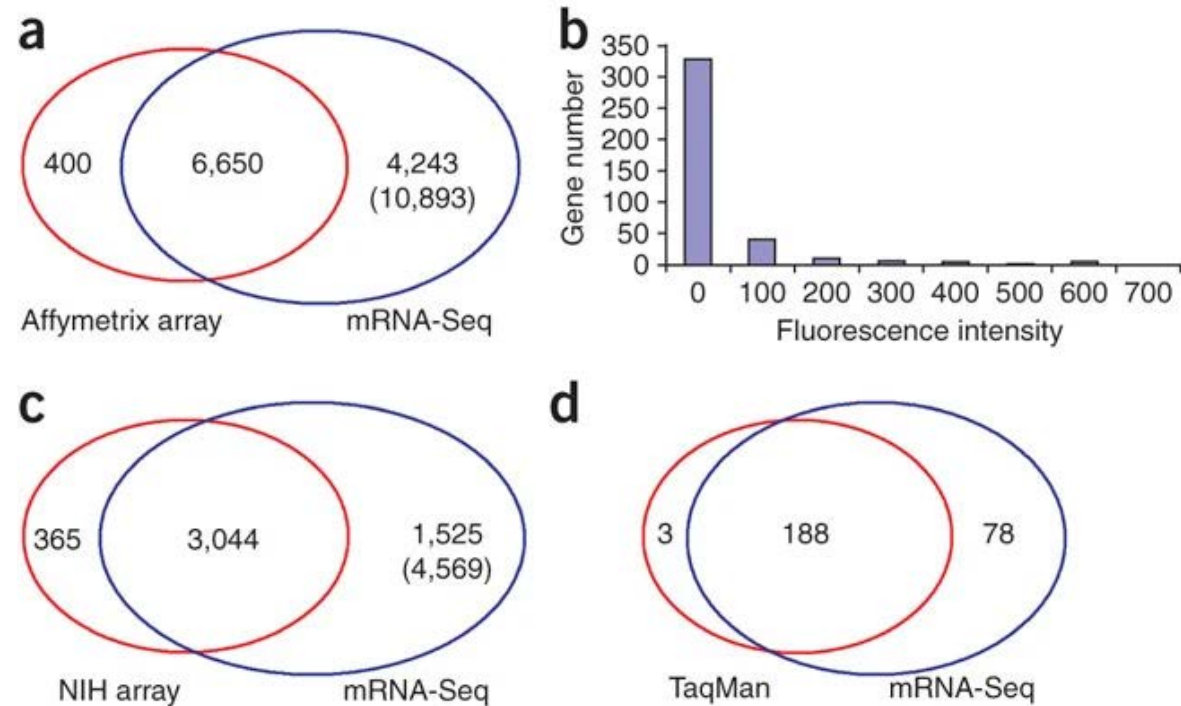 a
400
6,650
4,243
(10,893)
Affymetrix array
mRNA-Seq
b
Gene number
350
300
250
200
150
100
50
0
0 100 200 300 400 500 600 700
Fluorescence intensity
c
365
3,044
1,525
(4,569)
NIH array
mRNA-Seq
d
3
188
78
TaqMan
mRNA-Seq